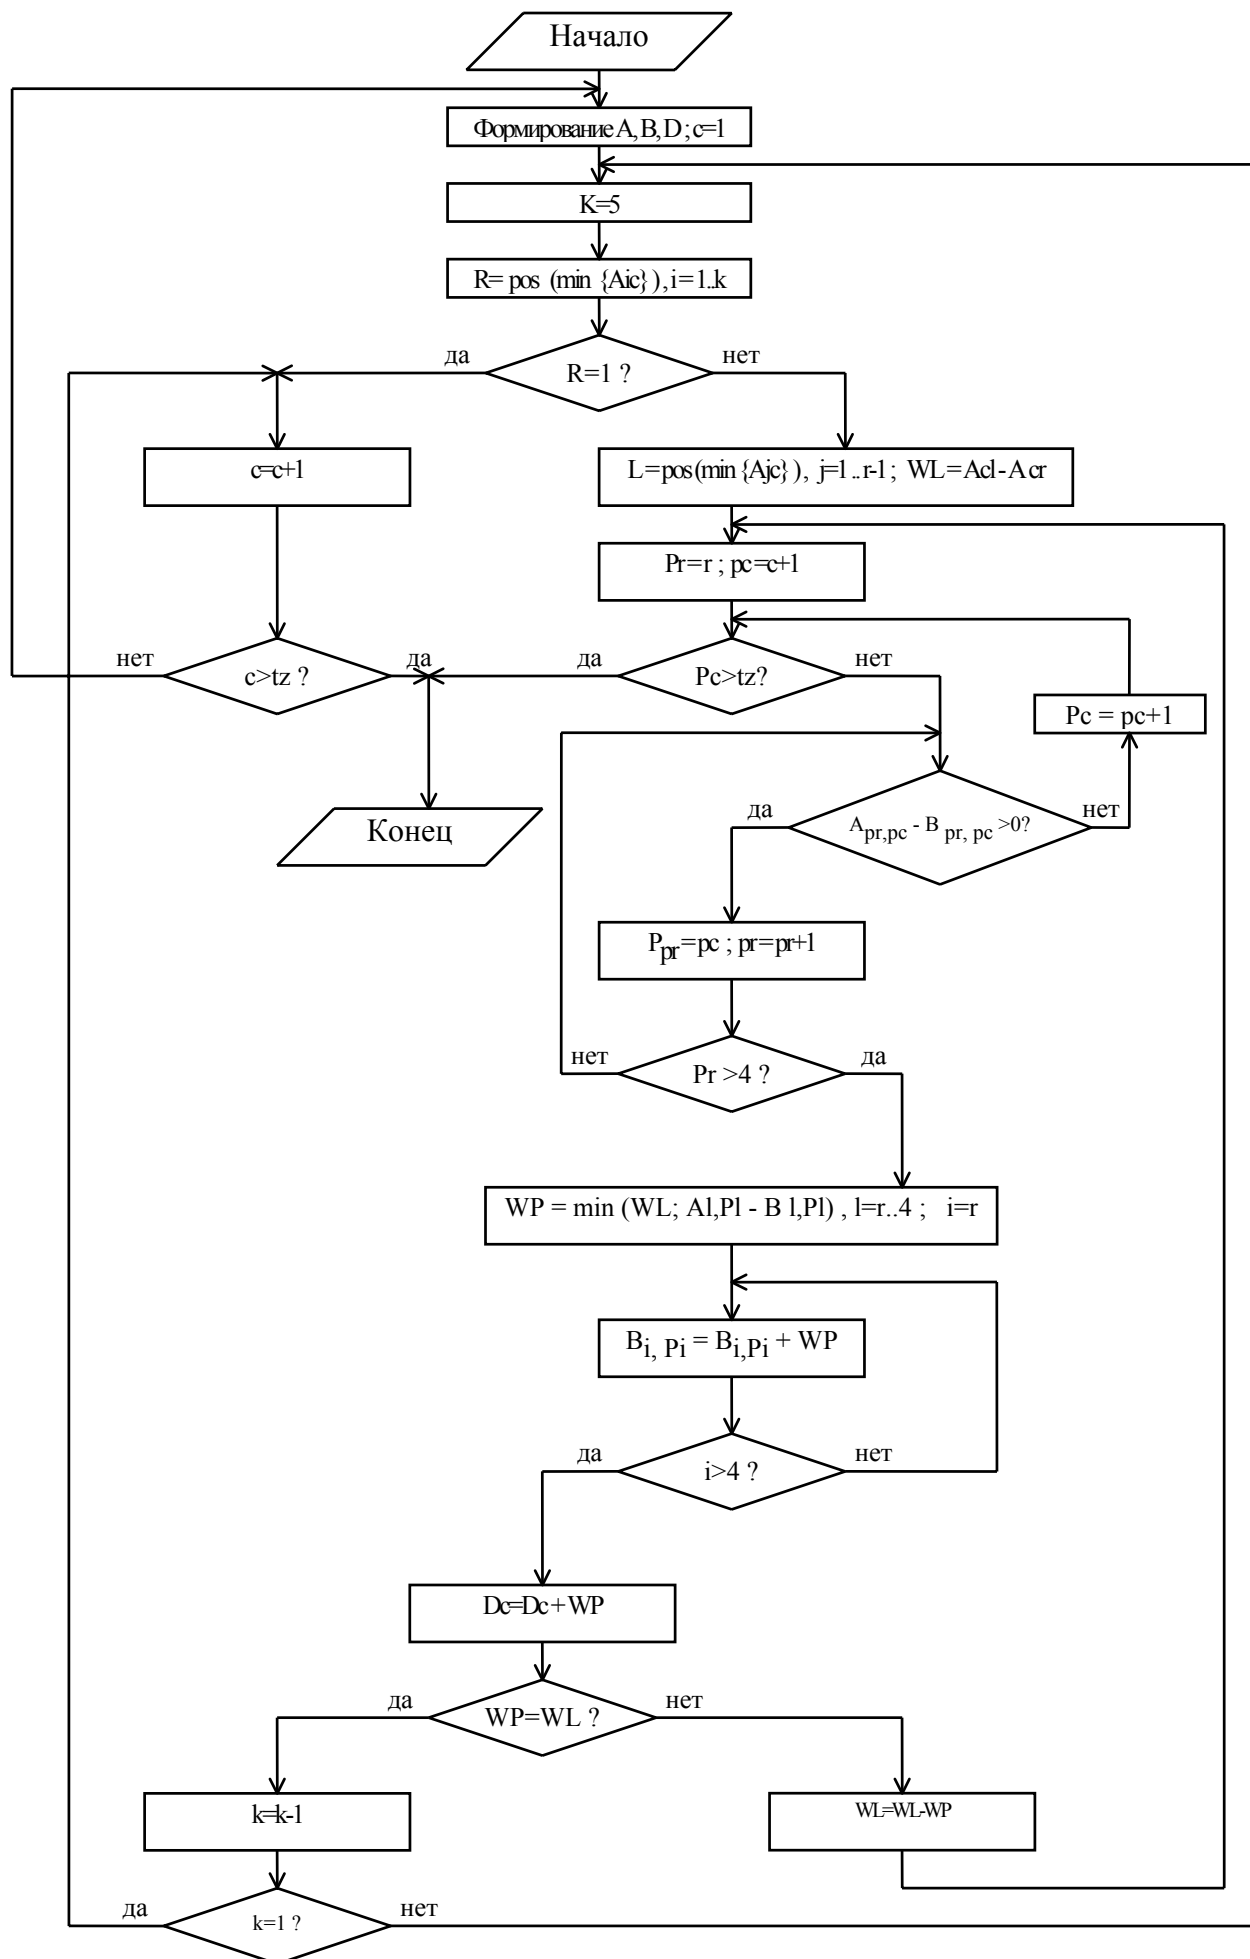 Начало
Формирование A, B, D ; c=1
K=5
R= pos (min {Aic}), i=1..k
да
нет
R=1 ?
c=c+1
L=pos(min{Ajc}), j=1..r-1 ; WL=Acl-Acr
Pr=r ; pc=c+1
нет
c>tz ?
да
да
Pc>tz?
нет
Pc = pc+1
Конец
да
Apr,pc - B pr, pc >0?
нет
Ppr=pc ; pr=pr+1
нет
Pr >4 ?
да
WP = min (WL; Al,Pl - B l,Pl) , l=r..4 ; i=r
Bi, Pi = Bi,Pi + WP
да
i>4 ?
нет
Dc=Dc+WP
да
WP=WL ?
нет
k=k-1
WL=WL-WP
да
k=1 ?
нет